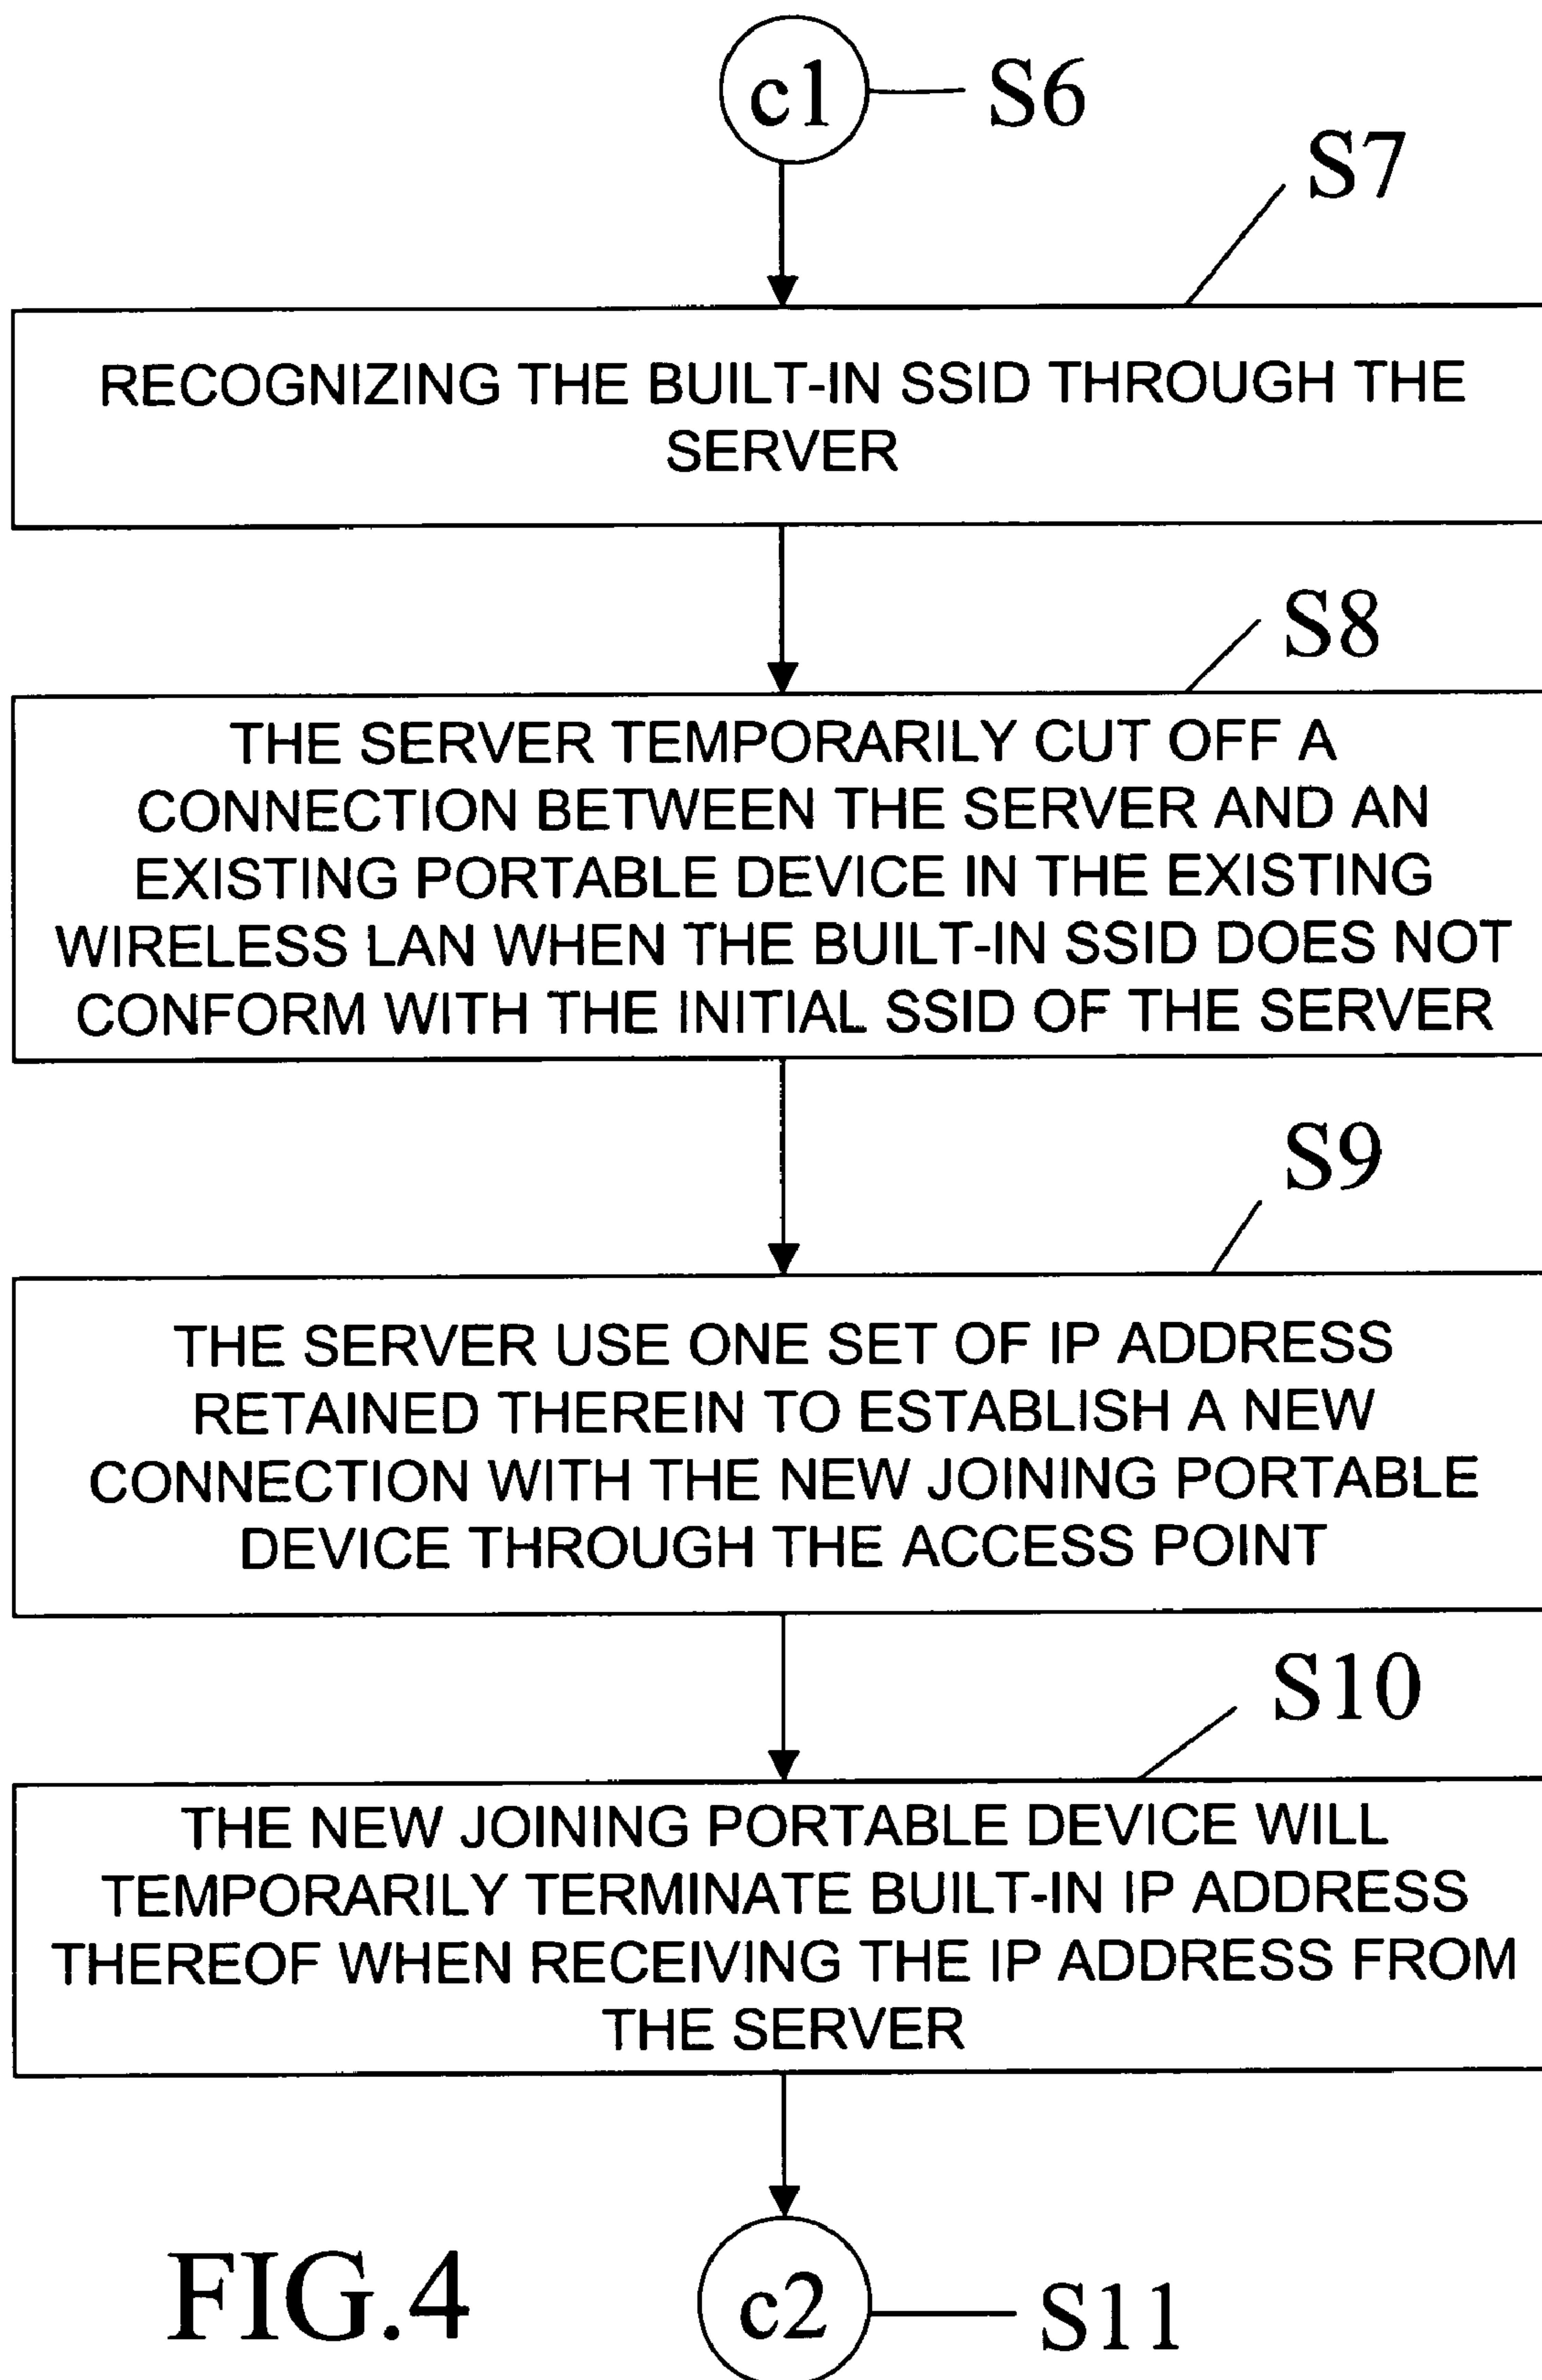 c1
S6
S7
RECOGNIZING THE BUILT-IN SSID THROUGH THE
SERVER
S8
THE SERVER TEMPORARILY CUT OFF A
CONNECTION BETWEEN THE SERVER AND AN
EXISTING PORTABLE DEVICE IN THE EXISTING
WIRELESS LAN WHEN THE BUILT-IN SSID DOES NOT
CONFORM WITH THE INITIAL SSID OF THE SERVER
S9
THE SERVER USE ONE SET OF IP ADDRESS
RETAINED THEREIN TO ESTABLISH A NEW
CONNECTION WITH THE NEW JOINING PORTABLE
DEVICE THROUGH THE ACCESS POINT
S10
THE NEW JOINING PORTABLE DEVICE WILL
TEMPORARILY TERMINATE BUILT-IN IP ADDRESS
THEREOF WHEN RECEIVING THE IP ADDRESS FROM
THE SERVER
c2
S11
FIG.4